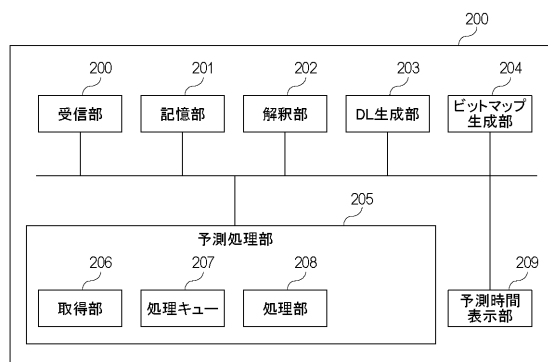 200
200
201
202
203
204
受信部
記憶部
解釈部
DL生成部
ビットマップ
生成部
205
予測処理部
206
207
208
209
取得部
処理キュー
処理部
予測時間
表示部